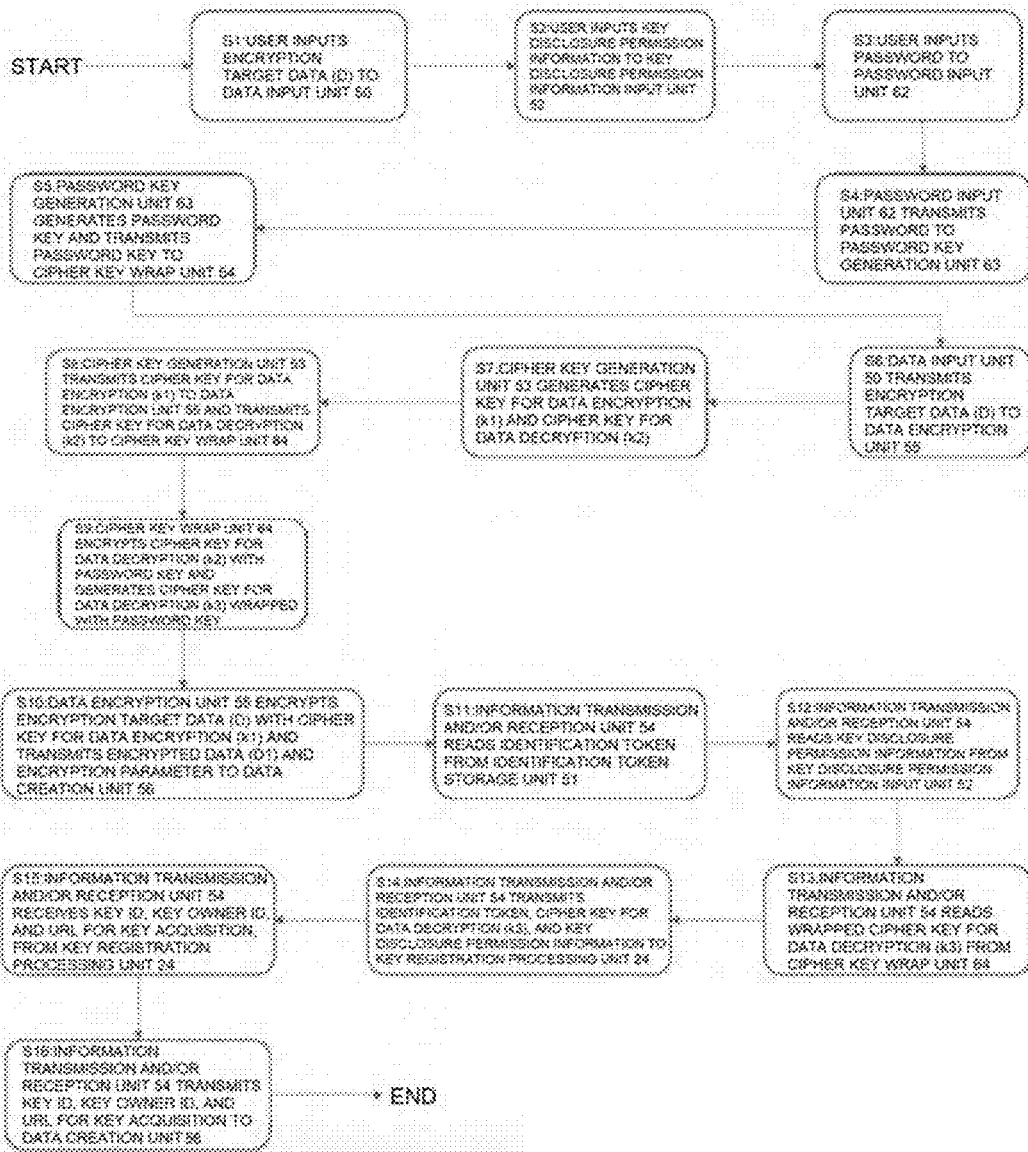 START
S1:USER INPUTS
ENCRYPTION
TARGET DATA (D) TO
DATA INPUT UNIT 50
S2:USER INPUTS KEY
DISCLOSURE PERMISSION
INFORMATION TO KEY
DISCLOSURE PERMISSION
INFORMATION INPUT UNIT
52
S3:USER INPUTS
PASSWORD TO
PASSWORD INPUT
UNIT 62
S4:PASSWORD INPUT
UNIT 62 TRANSMITS
PASSWORD TO
PASSWORD KEY
GENERATION UNIT 63
S5:PASSWORD KEY
GENERATION UNIT 63
GENERATES PASSWORD
KEY AND TRANSMITS
PASSWORD KEY TO
CIPHER KEY WRAP UNIT 64
S6:DATA INPUT UNIT
50 TRANSMITS
ENCRYPTION
TARGET DATA (D) TO
DATA ENCRYPTION
UNIT 55
S7:CIPHER KEY GENERATION
UNIT 53 GENERATES CIPHER
KEY FOR DATA ENCRYPTION
(k1) AND CIPHER KEY FOR
DATA DECRYPTION (k2)
S8:CIPHER KEY GENERATION UNIT 53
TRANSMITS CIPHER KEY FOR DATA
ENCRYPTION (k1) TO DATA
ENCRYPTION UNIT 55 AND TRANSMITS
CIPHER KEY FOR DATA DECRYPTION
(k2) TO CIPHER KEY WRAP UNIT 64
S9:CIPHER KEY WRAP UNIT 64
ENCRYPTS CIPHER KEY FOR
DATA DECRYPTION (k2) WITH
PASSWORD KEY AND
GENERATES CIPHER KEY FOR
DATA DECRYPTION (k3) WRAPPED
WITH PASSWORD KEY
S10:DATA ENCRYPTION UNIT 55 ENCRYPTS
ENCRYPTION TARGET DATA (D) WITH CIPHER
KEY FOR DATA ENCRYPTION (k1) AND
TRANSMITS ENCRYPTED DATA (D1) AND
ENCRYPTION PARAMETER TO DATA
CREATION UNIT 56
S11:INFORMATION TRANSMISSION
AND/OR RECEPTION UNIT 54
READS IDENTIFICATION TOKEN
FROM IDENTIFICATION TOKEN
STORAGE UNIT 51
S12:INFORMATION TRANSMISSION
AND/OR RECEPTION UNIT 54
READS KEY DISCLOSURE
PERMISSION INFORMATION FROM
KEY DISCLOSURE PERMISSION
INFORMATION INPUT UNIT 52
S13:INFORMATION
TRANSMISSION AND/OR
RECEPTION UNIT 54 READS
WRAPPED CIPHER KEY FOR
DATA DECRYPTION (k3) FROM
CIPHER KEY WRAP UNIT 64
S14:INFORMATION TRANSMISSION AND/OR
RECEPTION UNIT 54 TRANSMITS
IDENTIFICATION TOKEN, CIPHER KEY FOR
DATA DECRYPTION (k3), AND KEY
DISCLOSURE PERMISSION INFORMATION TO
KEY REGISTRATION PROCESSING UNIT 24
S15:INFORMATION TRANSMISSION
AND/OR RECEPTION UNIT 54
RECEIVES KEY ID, KEY OWNER ID,
AND URL FOR KEY ACQUISITION,
FROM KEY REGISTRATION
PROCESSING UNIT 24
S16:INFORMATION
TRANSMISSION AND/OR
RECEPTION UNIT 54 TRANSMITS
KEY ID, KEY OWNER ID, AND
URL FOR KEY ACQUISITION TO
DATA CREATION UNIT 56
END